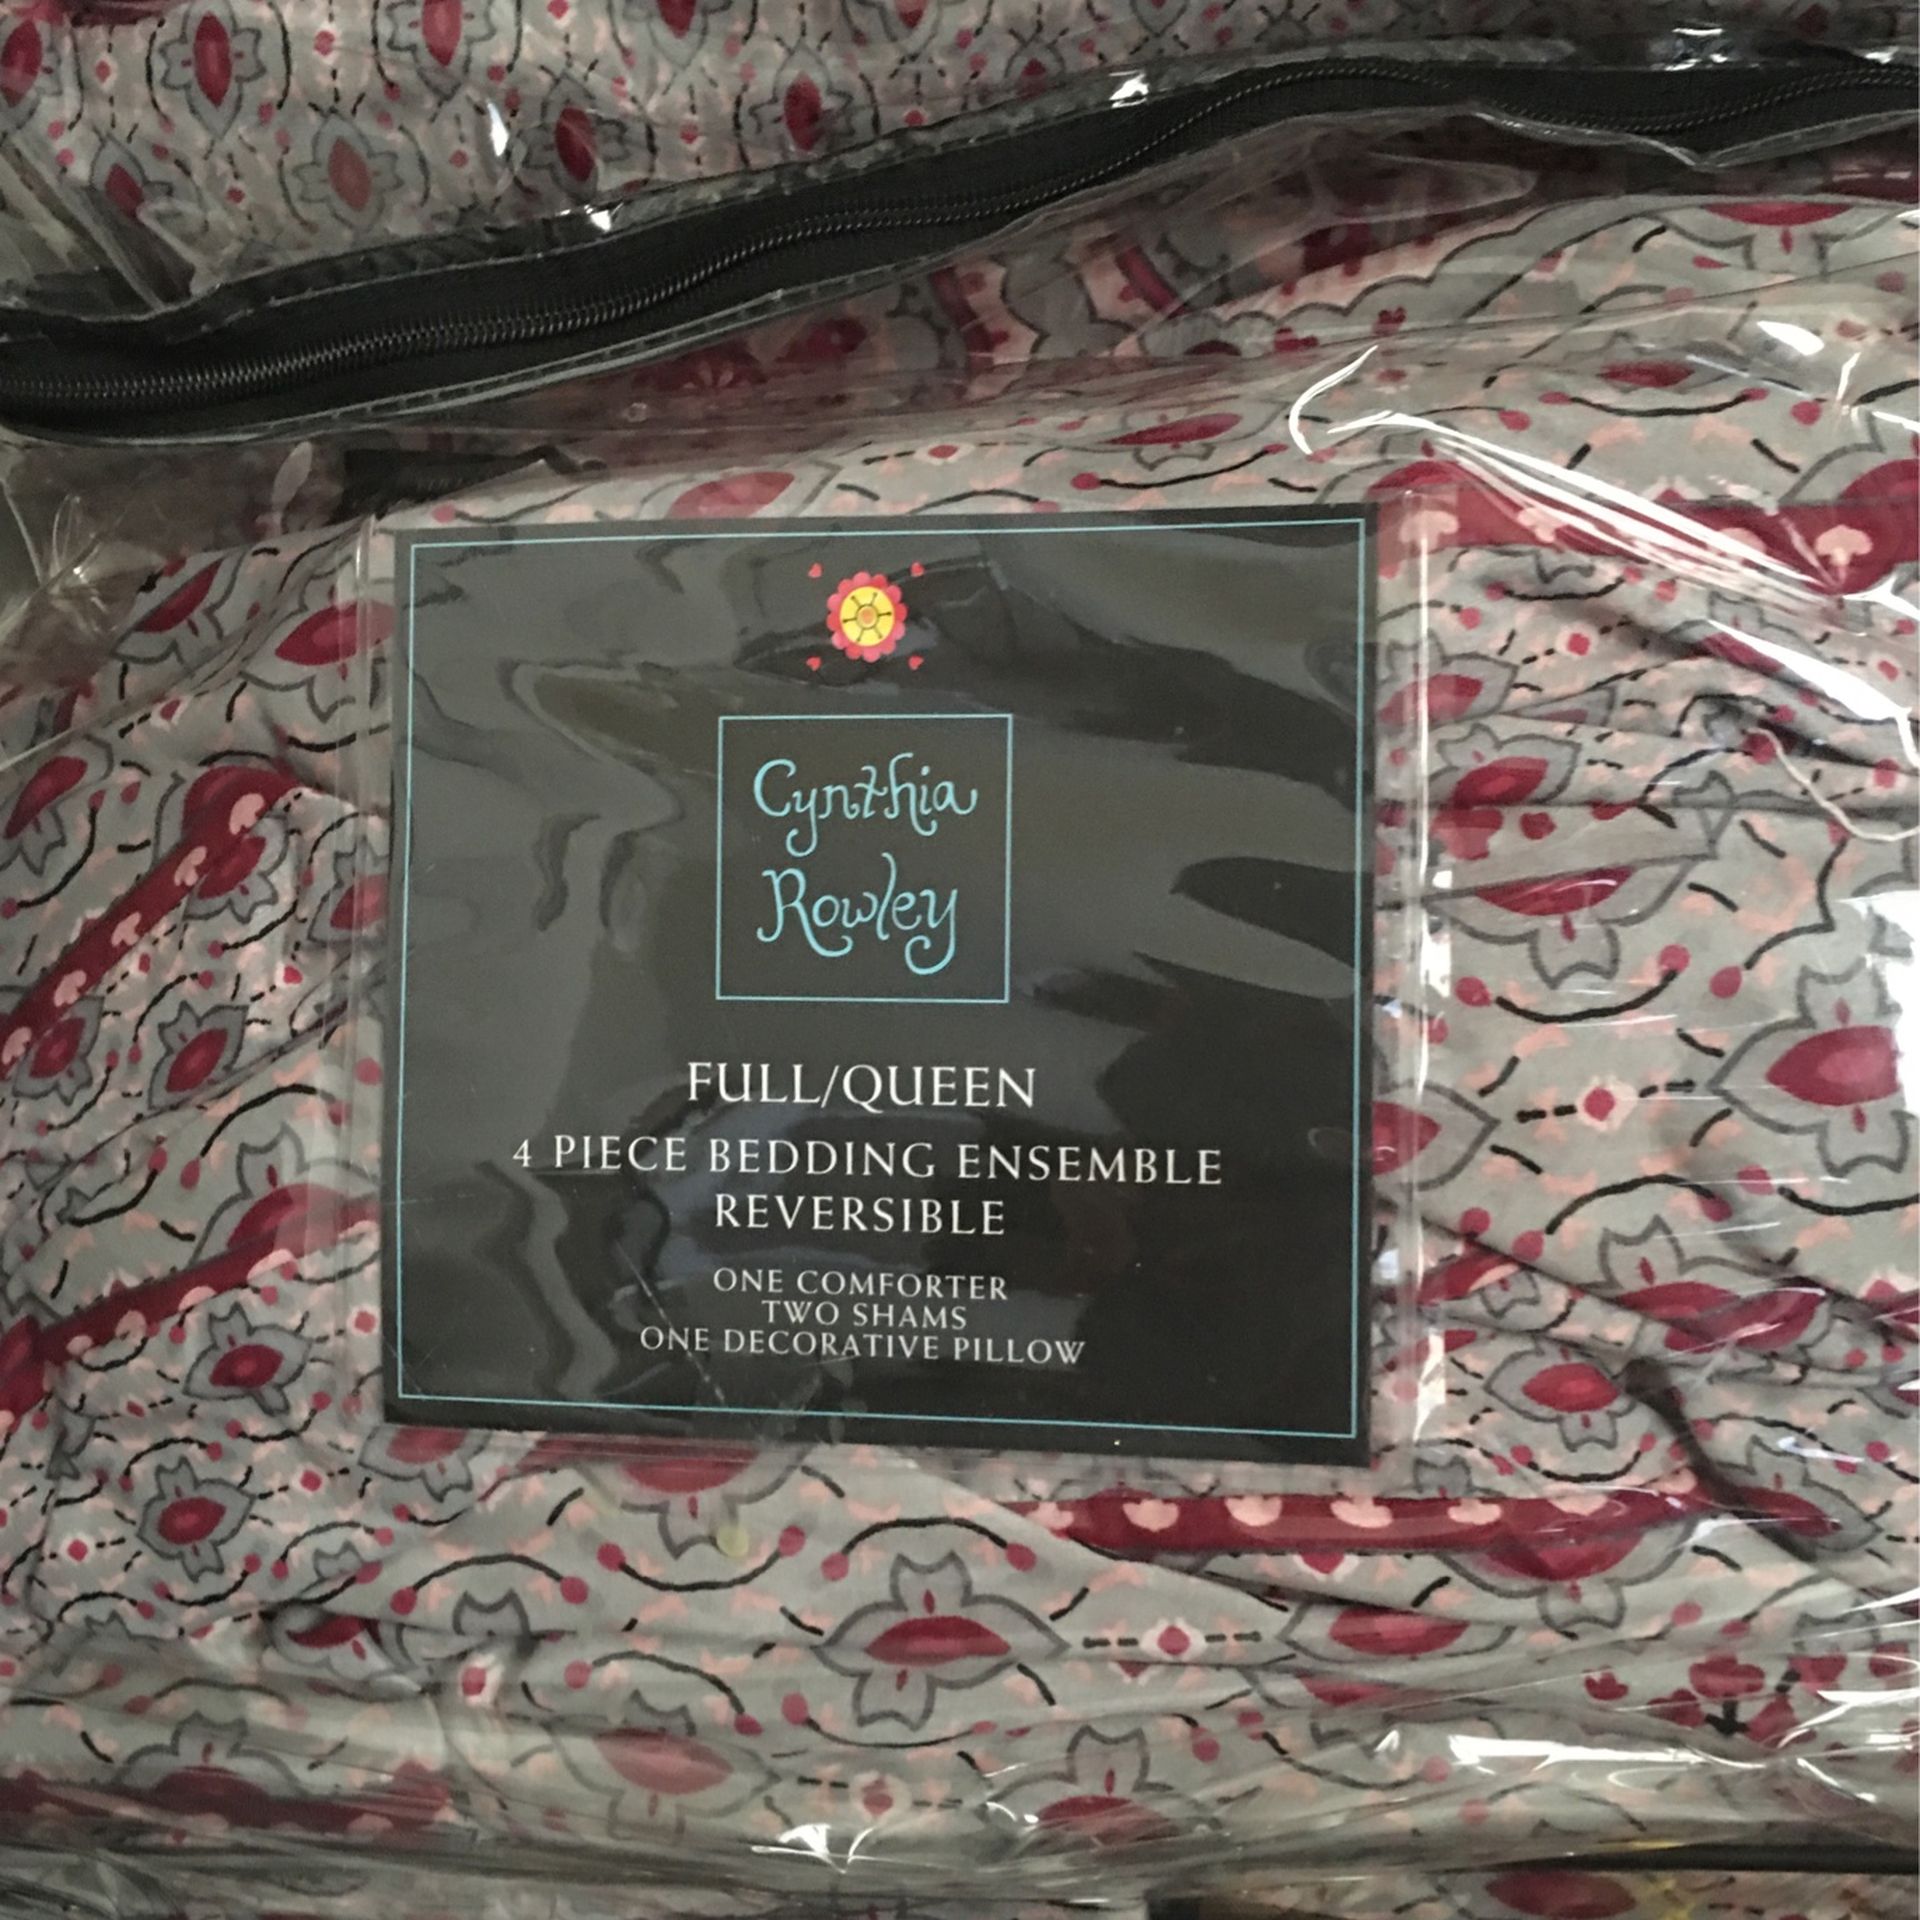 Cynthia
Rowley
FULL/QUEEN
4 PIECE BEDDING ENSEMBLE
REVERSIBLE
ONE COMFORTER
TWO SHAMS
ONE DECORATIVE PILLOW